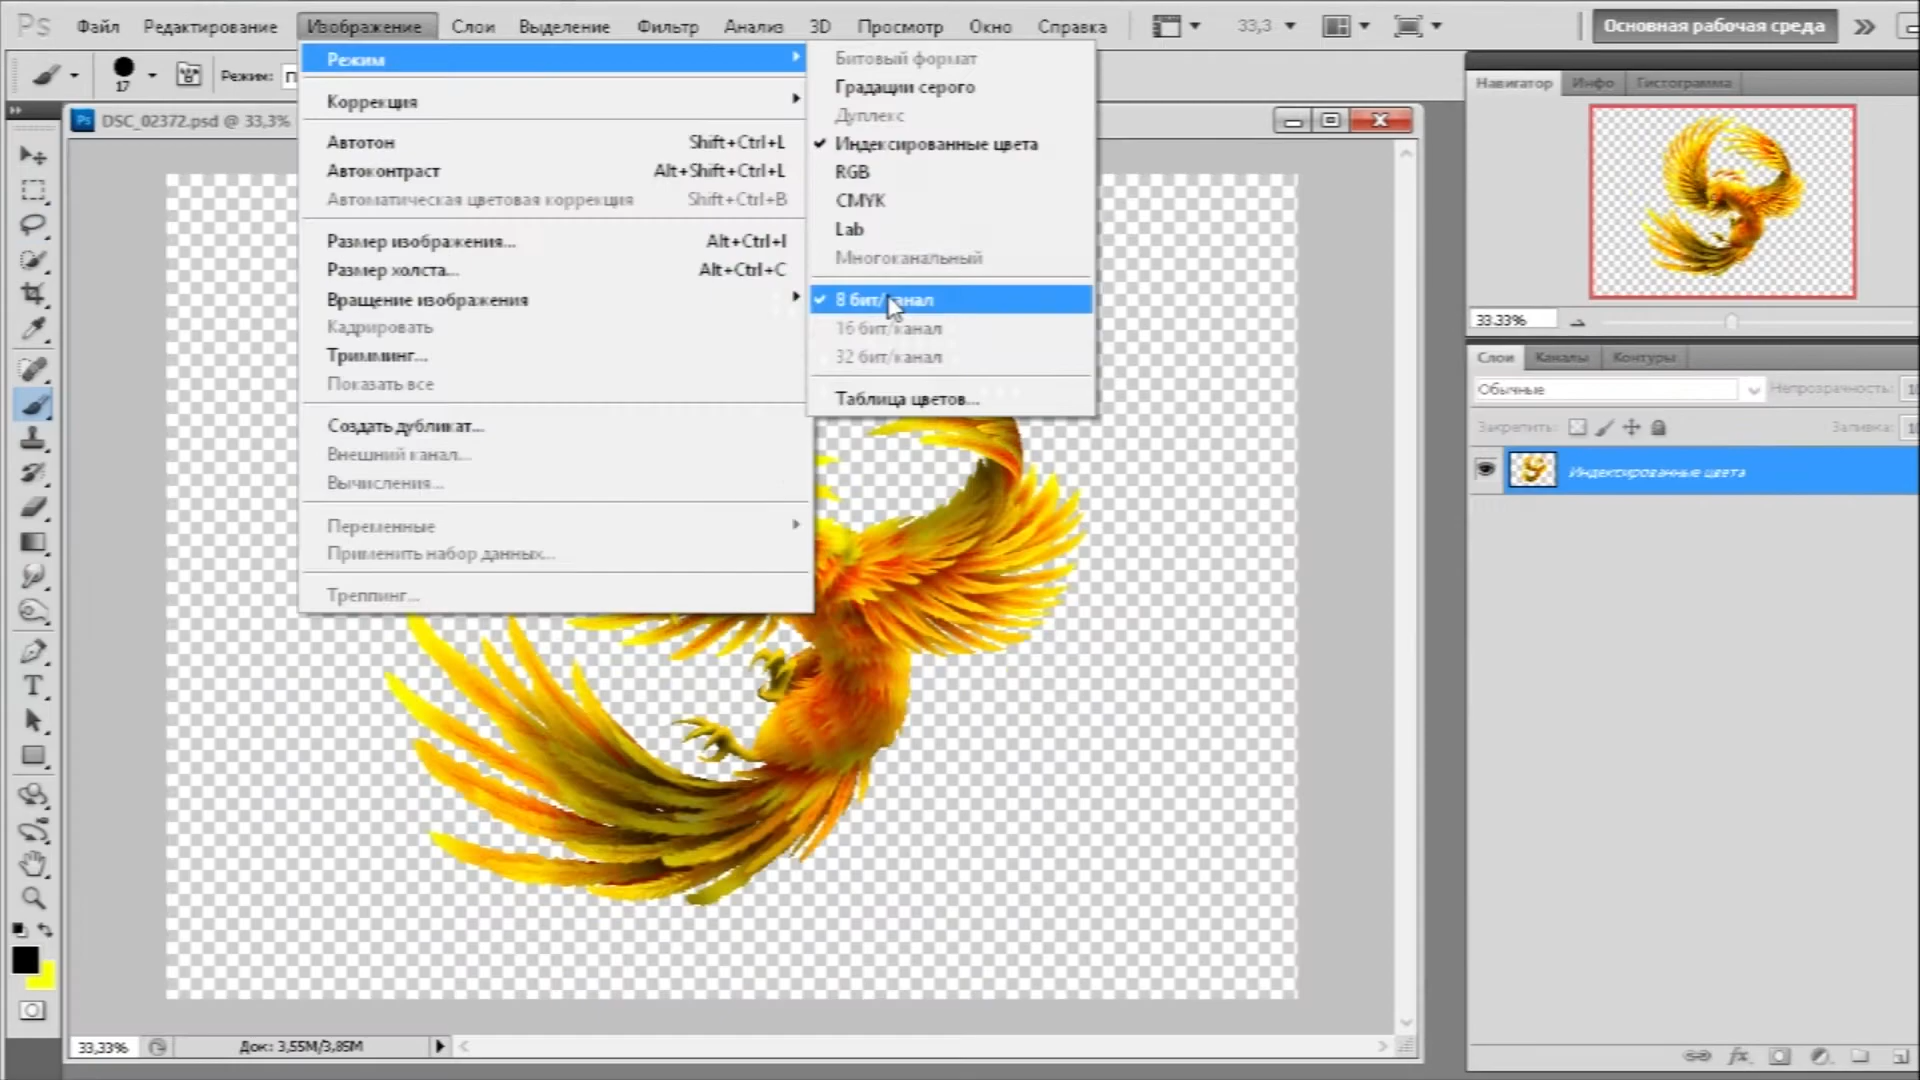 Ps Файл Редактирование Изображение Слои Выделение Фильтр Анализ 3D Просмотр Окно Справка 33,3 Основная рабочая среда
17 Режим: П
DSC_02372.psd @ 33,3%
Режим
Коррекция
Автотон Shift+Ctrl+L
Автоконтраст Alt+Shift+Ctrl+L
Автоматическая цветовая коррекция Shift+Ctrl+B
Размер изображения... Alt+Ctrl+I
Размер холста... Alt+Ctrl+C
Вращение изображения
Кадрировать
Тримминг...
Показать все
Создать дубликат...
Внешний канал...
Вычисления...
Переменные
Применить набор данных...
Треппинг...
Битовый формат
Градации серого
Дуплекс
Индексированные цвета
RGB
CMYK
Lab
Многоканальный
8 бит/канал
16 бит/канал
32 бит/канал
Таблица цветов...
Навигатор Инфо Гистограмма
33.33%
Слои Каналы Контуры
Обычные Непрозрачность: 10
Закрепить: Заливка: 10
Индексированные цвета
33,33% Док: 3,55M/3,85M